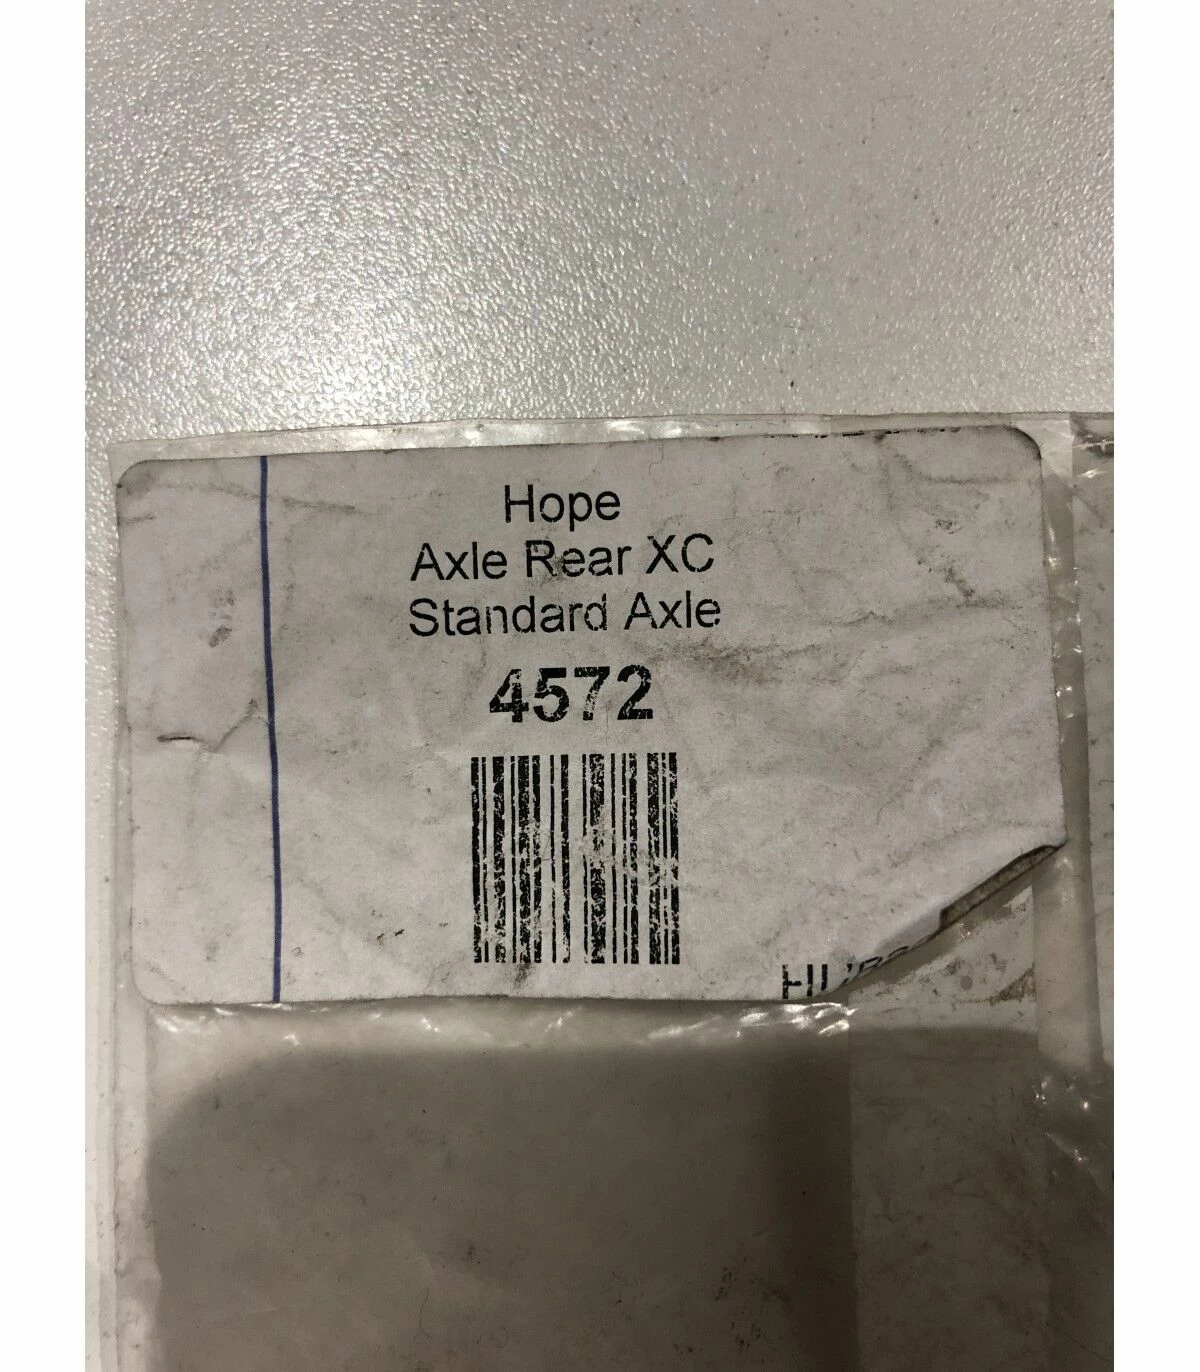 Hope
Axle Rear XC
Standard Axle
4572